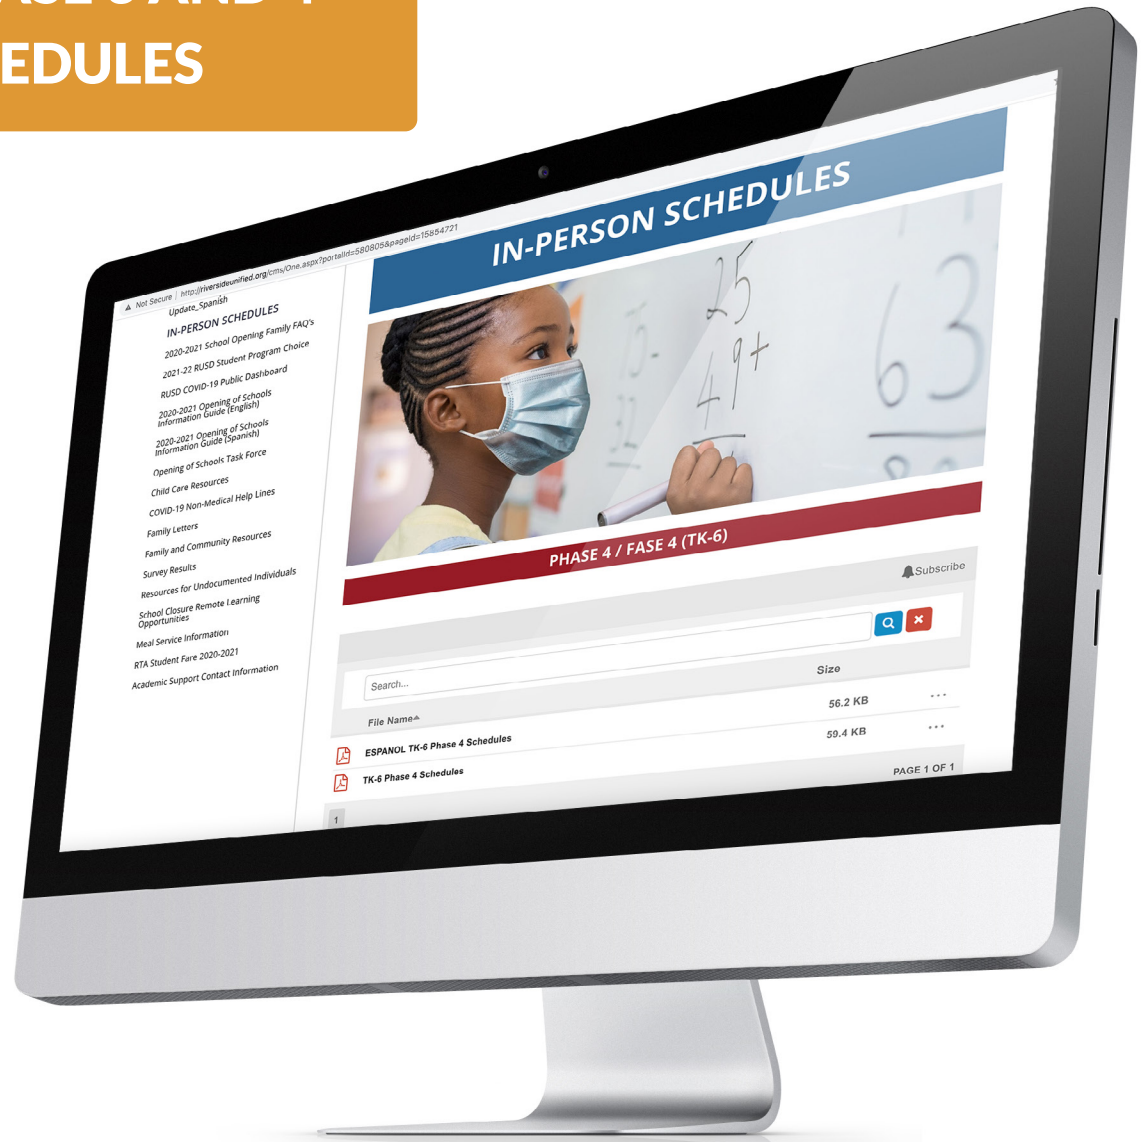 ASE 3 AND 4
EDULES
Not Secure | http://riversideunified.org/cms/One.aspx?portalId=580805&pageId=15854721
Update_Spanish
IN-PERSON SCHEDULES
2020-2021 School Opening Family FAQ's
2021-22 RUSD Student Program Choice
RUSD COVID-19 Public Dashboard
2020-2021 Opening of Schools
Information Guide (English)
2020-2021 Opening of Schools
Information Guide (Spanish)
Opening of Schools Task Force
Child Care Resources
COVID-19 Non-Medical Help Lines
Family Letters
Family and Community Resources
Survey Results
Resources for Undocumented Individuals
School Closure Remote Learning
Opportunities
Meal Service Information
RTA Student Fare 2020-2021
Academic Support Contact Information
IN-PERSON SCHEDULES
25
49+
63
PHASE 4 / FASE 4 (TK-6)
Subscribe
Search...
File Name
Size
ESPANOL TK-6 Phase 4 Schedules
56.2 KB
TK-6 Phase 4 Schedules
59.4 KB
1
PAGE 1 OF 1